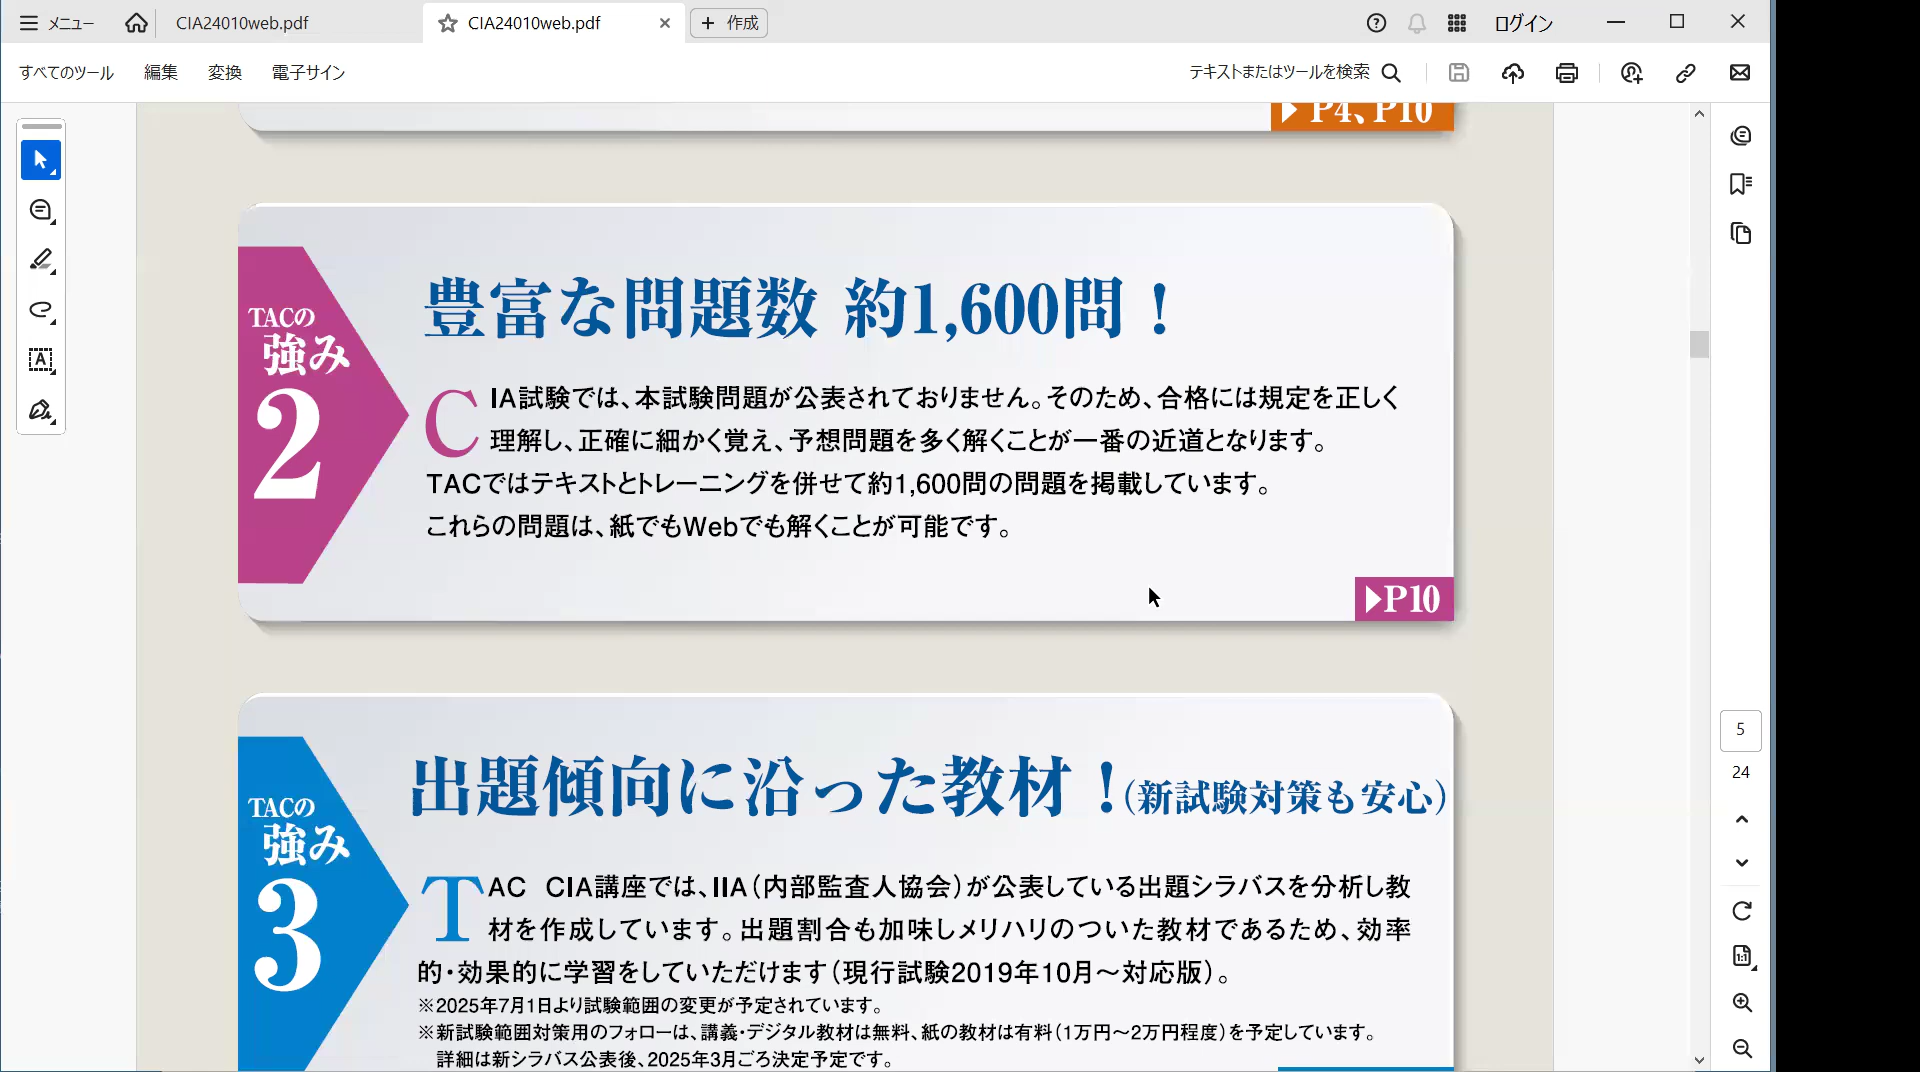 メニュー
CIA24010web.pdf
CIA24010web.pdf
作成
ログイン
すべてのツール
編集
変換
電子サイン
テキストまたはツールを検索
P4、P10
TACの
強み
2
豊富な問題数 約1,600問！
CIA試験では、本試験問題が公表されておりません。そのため、合格には規定を正しく
理解し、正確に細かく覚え、予想問題を多く解くことが一番の近道となります。
TACではテキストとトレーニングを併せて約1,600問の問題を掲載しています。
これらの問題は、紙でもWebでも解くことが可能です。
P10
TACの
強み
3
出題傾向に沿った教材！（新試験対策も安心）
TAC CIA講座では、IIA（内部監査人協会）が公表している出題シラバスを分析し教
材を作成しています。出題割合も加味しメリハリのついた教材であるため、効率
的・効果的に学習をしていただけます（現行試験2019年10月～対応版）。
※2025年7月1日より試験範囲の変更が予定されています。
※新試験範囲対策用のフォローは、講義・デジタル教材は無料、紙の教材は有料（1万円～2万円程度）を予定しています。
詳細は新シラバス公表後、2025年3月ごろ決定予定です。
5
24